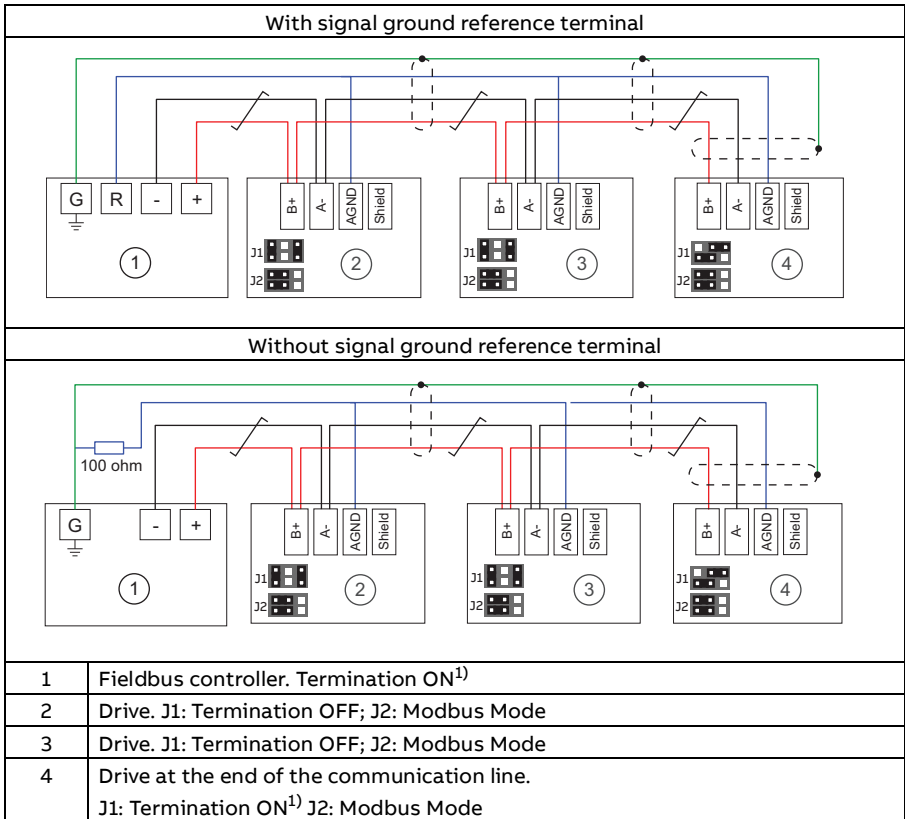 With signal ground reference terminal
G R - +
B+ A- AGND Shield
B+ A- AGND Shield
B+ A- AGND Shield
J1
J2
1
2
J1
J2
3
J1
J2
4
Without signal ground reference terminal
100 ohm
G - +
B+ A- AGND Shield
B+ A- AGND Shield
B+ A- AGND Shield
J1
J2
1
2
J1
J2
3
J1
J2
4
1 Fieldbus controller. Termination ON1)
2 Drive. J1: Termination OFF; J2: Modbus Mode
3 Drive. J1: Termination OFF; J2: Modbus Mode
4 Drive at the end of the communication line.
J1: Termination ON1) J2: Modbus Mode